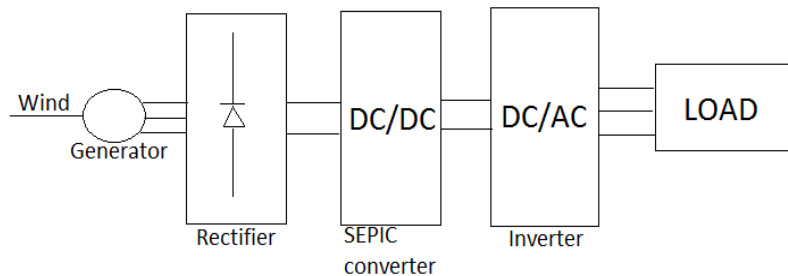 Wind
Generator
Rectifier
DC/DC
SEPIC
converter
DC/AC
Inverter
LOAD